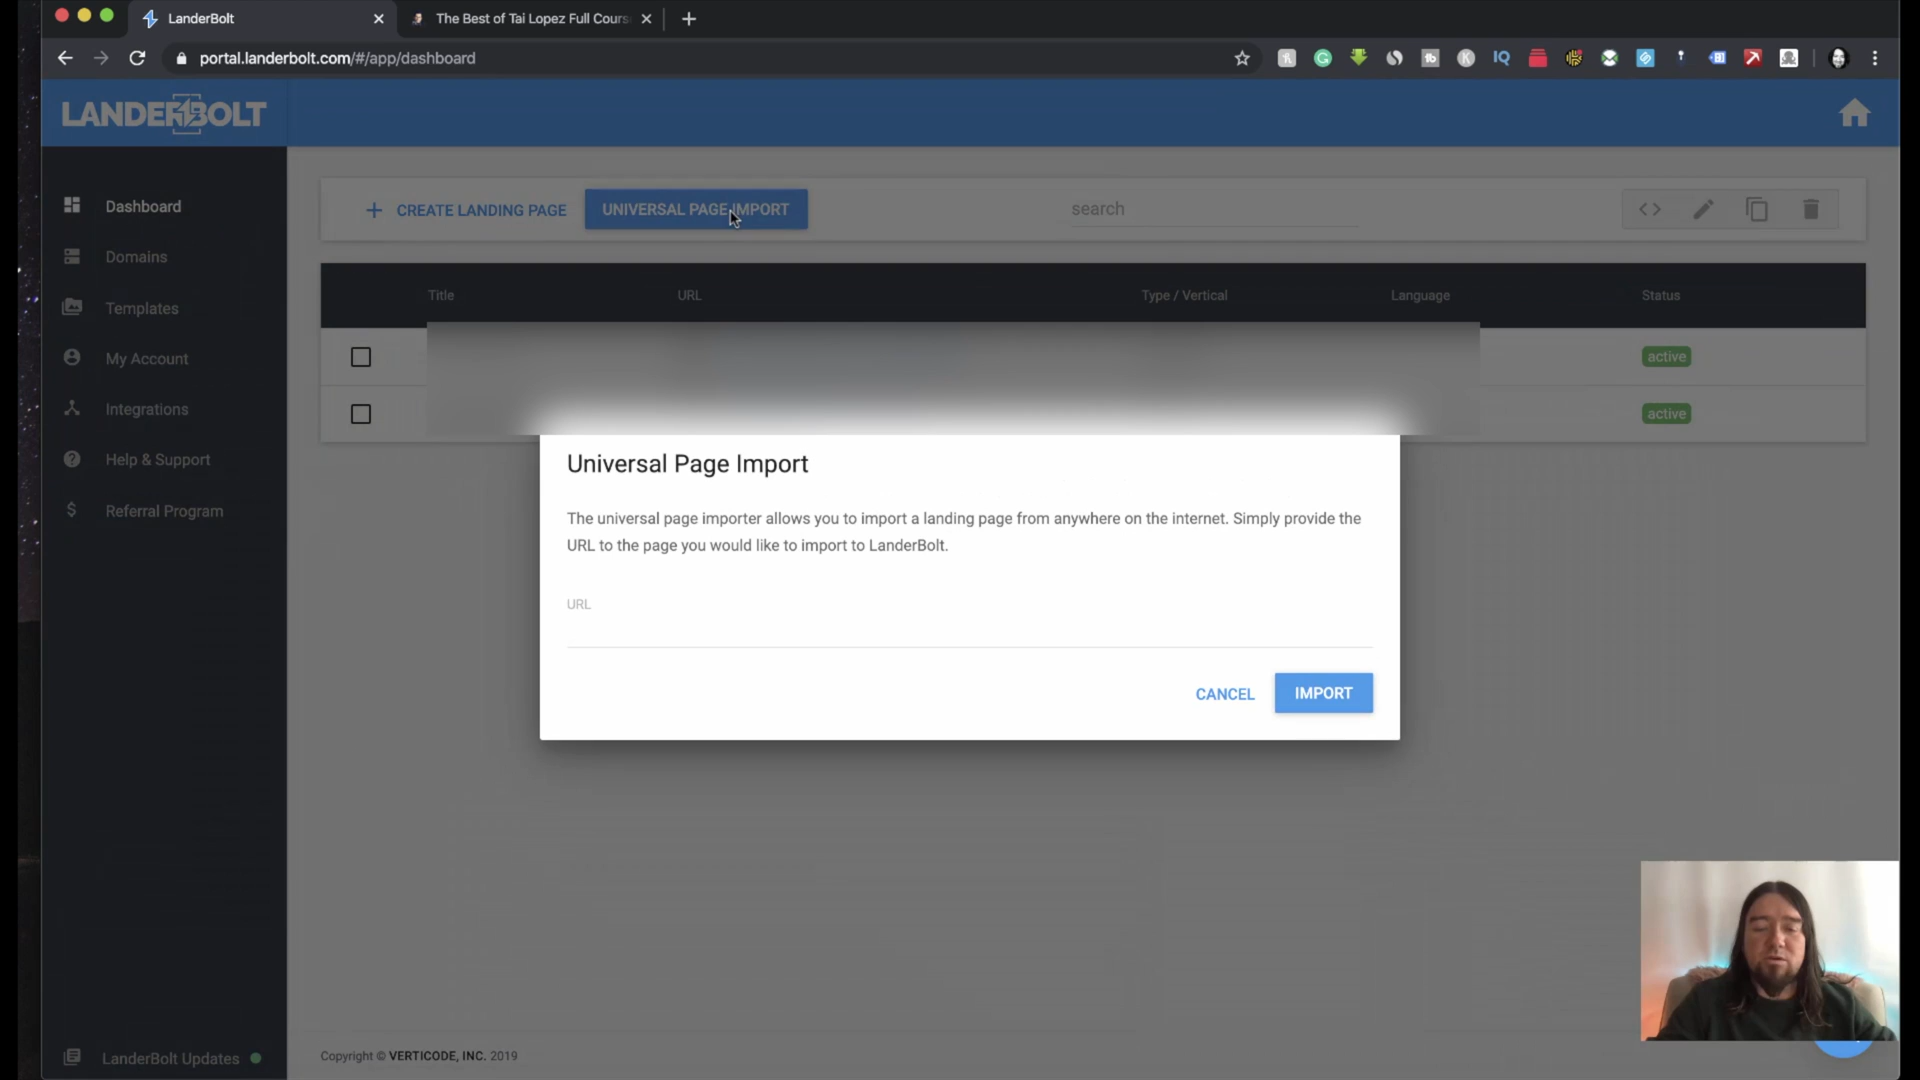 LanderBolt
The Best of Tai Lopez Full Cours
portal.landerbolt.com/#/app/dashboard
IQ
LANDERBOLT
Dashboard
Domains
Templates
My Account
Integrations
Help & Support
Referral Program
LanderBolt Updates
+ CREATE LANDING PAGE
UNIVERSAL PAGE IMPORT
search
Title URL Type / Vertical Language Status
active
active
Universal Page Import
The universal page importer allows you to import a landing page from anywhere on the internet. Simply provide the
URL to the page you would like to import to LanderBolt.
URL
CANCEL IMPORT
Copyright © VERTICODE, INC. 2019